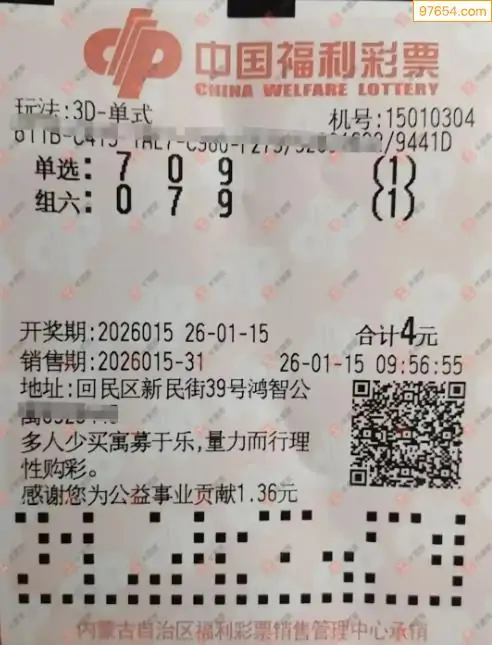 97654.com
中国福利彩票
CHINA WELFARE LOTTERY
玩法:3D-单式
机号:15010304
/9441D
单选: 7 0 9 (1)
组六: 0 7 9 (1)
开奖期:2026015 26-01-15 合计4元
销售期:2026015-31 26-01-15 09:56:55
地址:回民区新民街39号鸿智公
寓
多人少买寓募于乐,量力而行理
性购彩。
感谢您为公益事业贡献1.36元
内蒙古自治区福利彩票销售管理中心承销